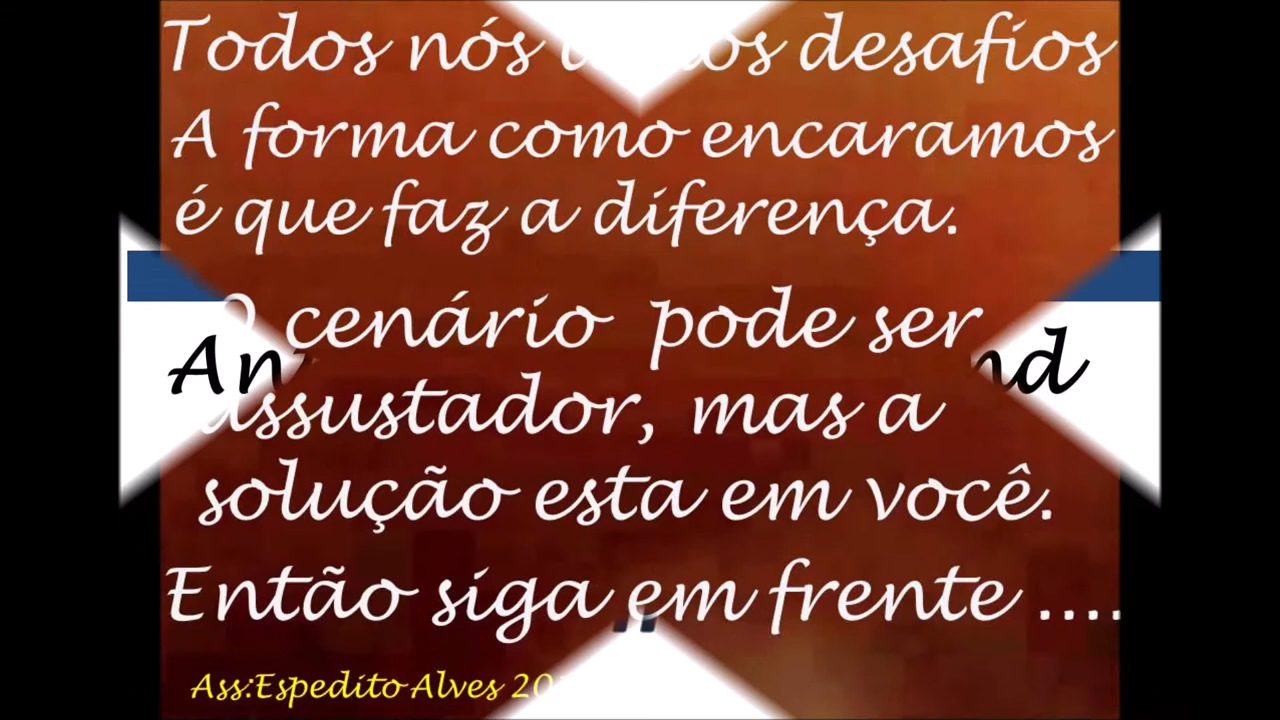 Todos nós desafios
A forma como encaramos
é que faz a diferença.
O cenário pode ser
assustador, mas a
solução esta em você.
Então siga em frente ....
Ass:Espedito Alves